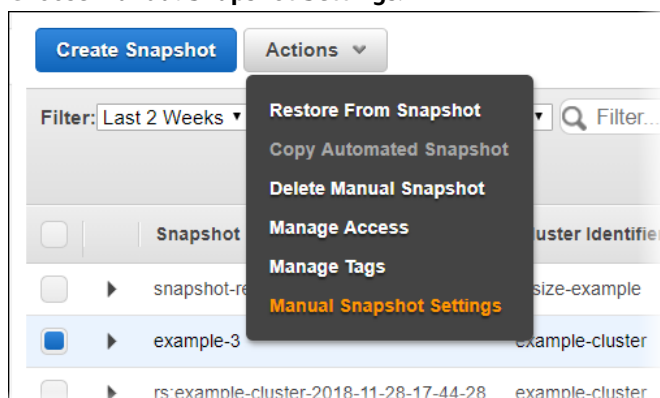 Create Snapshot Actions
Filter: Last 2 Weeks Filter...
Restore From Snapshot
Copy Automated Snapshot
Delete Manual Snapshot
Manage Access
Manage Tags
Manual Snapshot Settings
Snapshot uster Identifie
snapshot-re size-example
example-3 example-cluster
rs:example-cluster-2018-11-28-17-44-28 example-cluster